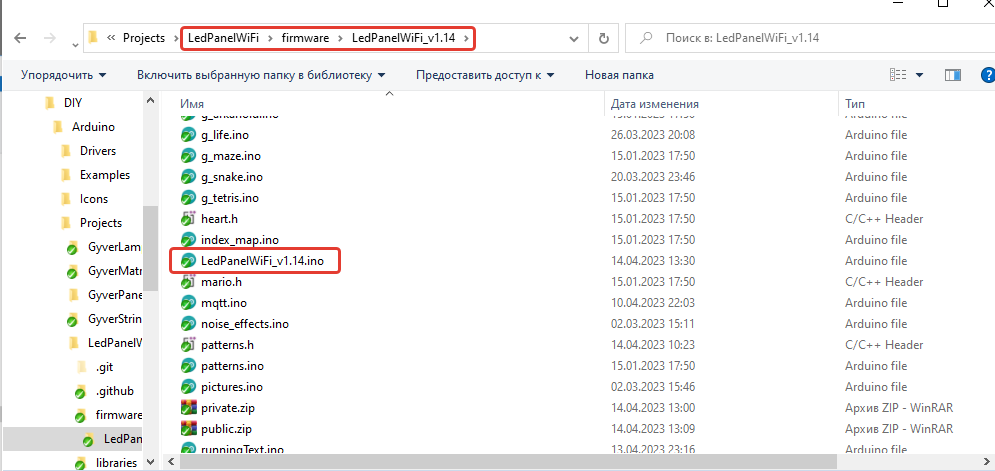 « Projects › LedPanelWiFi › firmware › LedPanelWiFi_v1.14 ›
Поиск в: LedPanelWiFi_v1.14
Упорядочить Включить выбранную папку в библиотеку Предоставить доступ к Новая папка
DIY
Arduino
Drivers
Examples
Icons
Projects
GyverLam
GyverMatr
GyverPane
GyverString
LedPanelW
.git
.github
firmware
LedPan
libraries
Имя Дата изменения Тип
g_arkanoid.ino 15.01.2023 17:50 Arduino file
g_life.ino 26.03.2023 20:08 Arduino file
g_maze.ino 15.01.2023 17:50 Arduino file
g_snake.ino 20.03.2023 23:46 Arduino file
g_tetris.ino 15.01.2023 17:50 Arduino file
heart.h 15.01.2023 17:50 C/C++ Header
index_map.ino 15.01.2023 17:50 Arduino file
LedPanelWiFi_v1.14.ino 14.04.2023 13:30 Arduino file
mario.h 15.01.2023 17:50 C/C++ Header
mqtt.ino 10.04.2023 22:03 Arduino file
noise_effects.ino 02.03.2023 15:11 Arduino file
patterns.h 14.04.2023 10:23 C/C++ Header
patterns.ino 15.01.2023 17:50 Arduino file
pictures.ino 02.03.2023 15:46 Arduino file
private.zip 14.04.2023 13:00 Архив ZIP - WinRAR
public.zip 14.04.2023 13:09 Архив ZIP - WinRAR
runningText.ino 13.04.2023 23:16 Arduino file